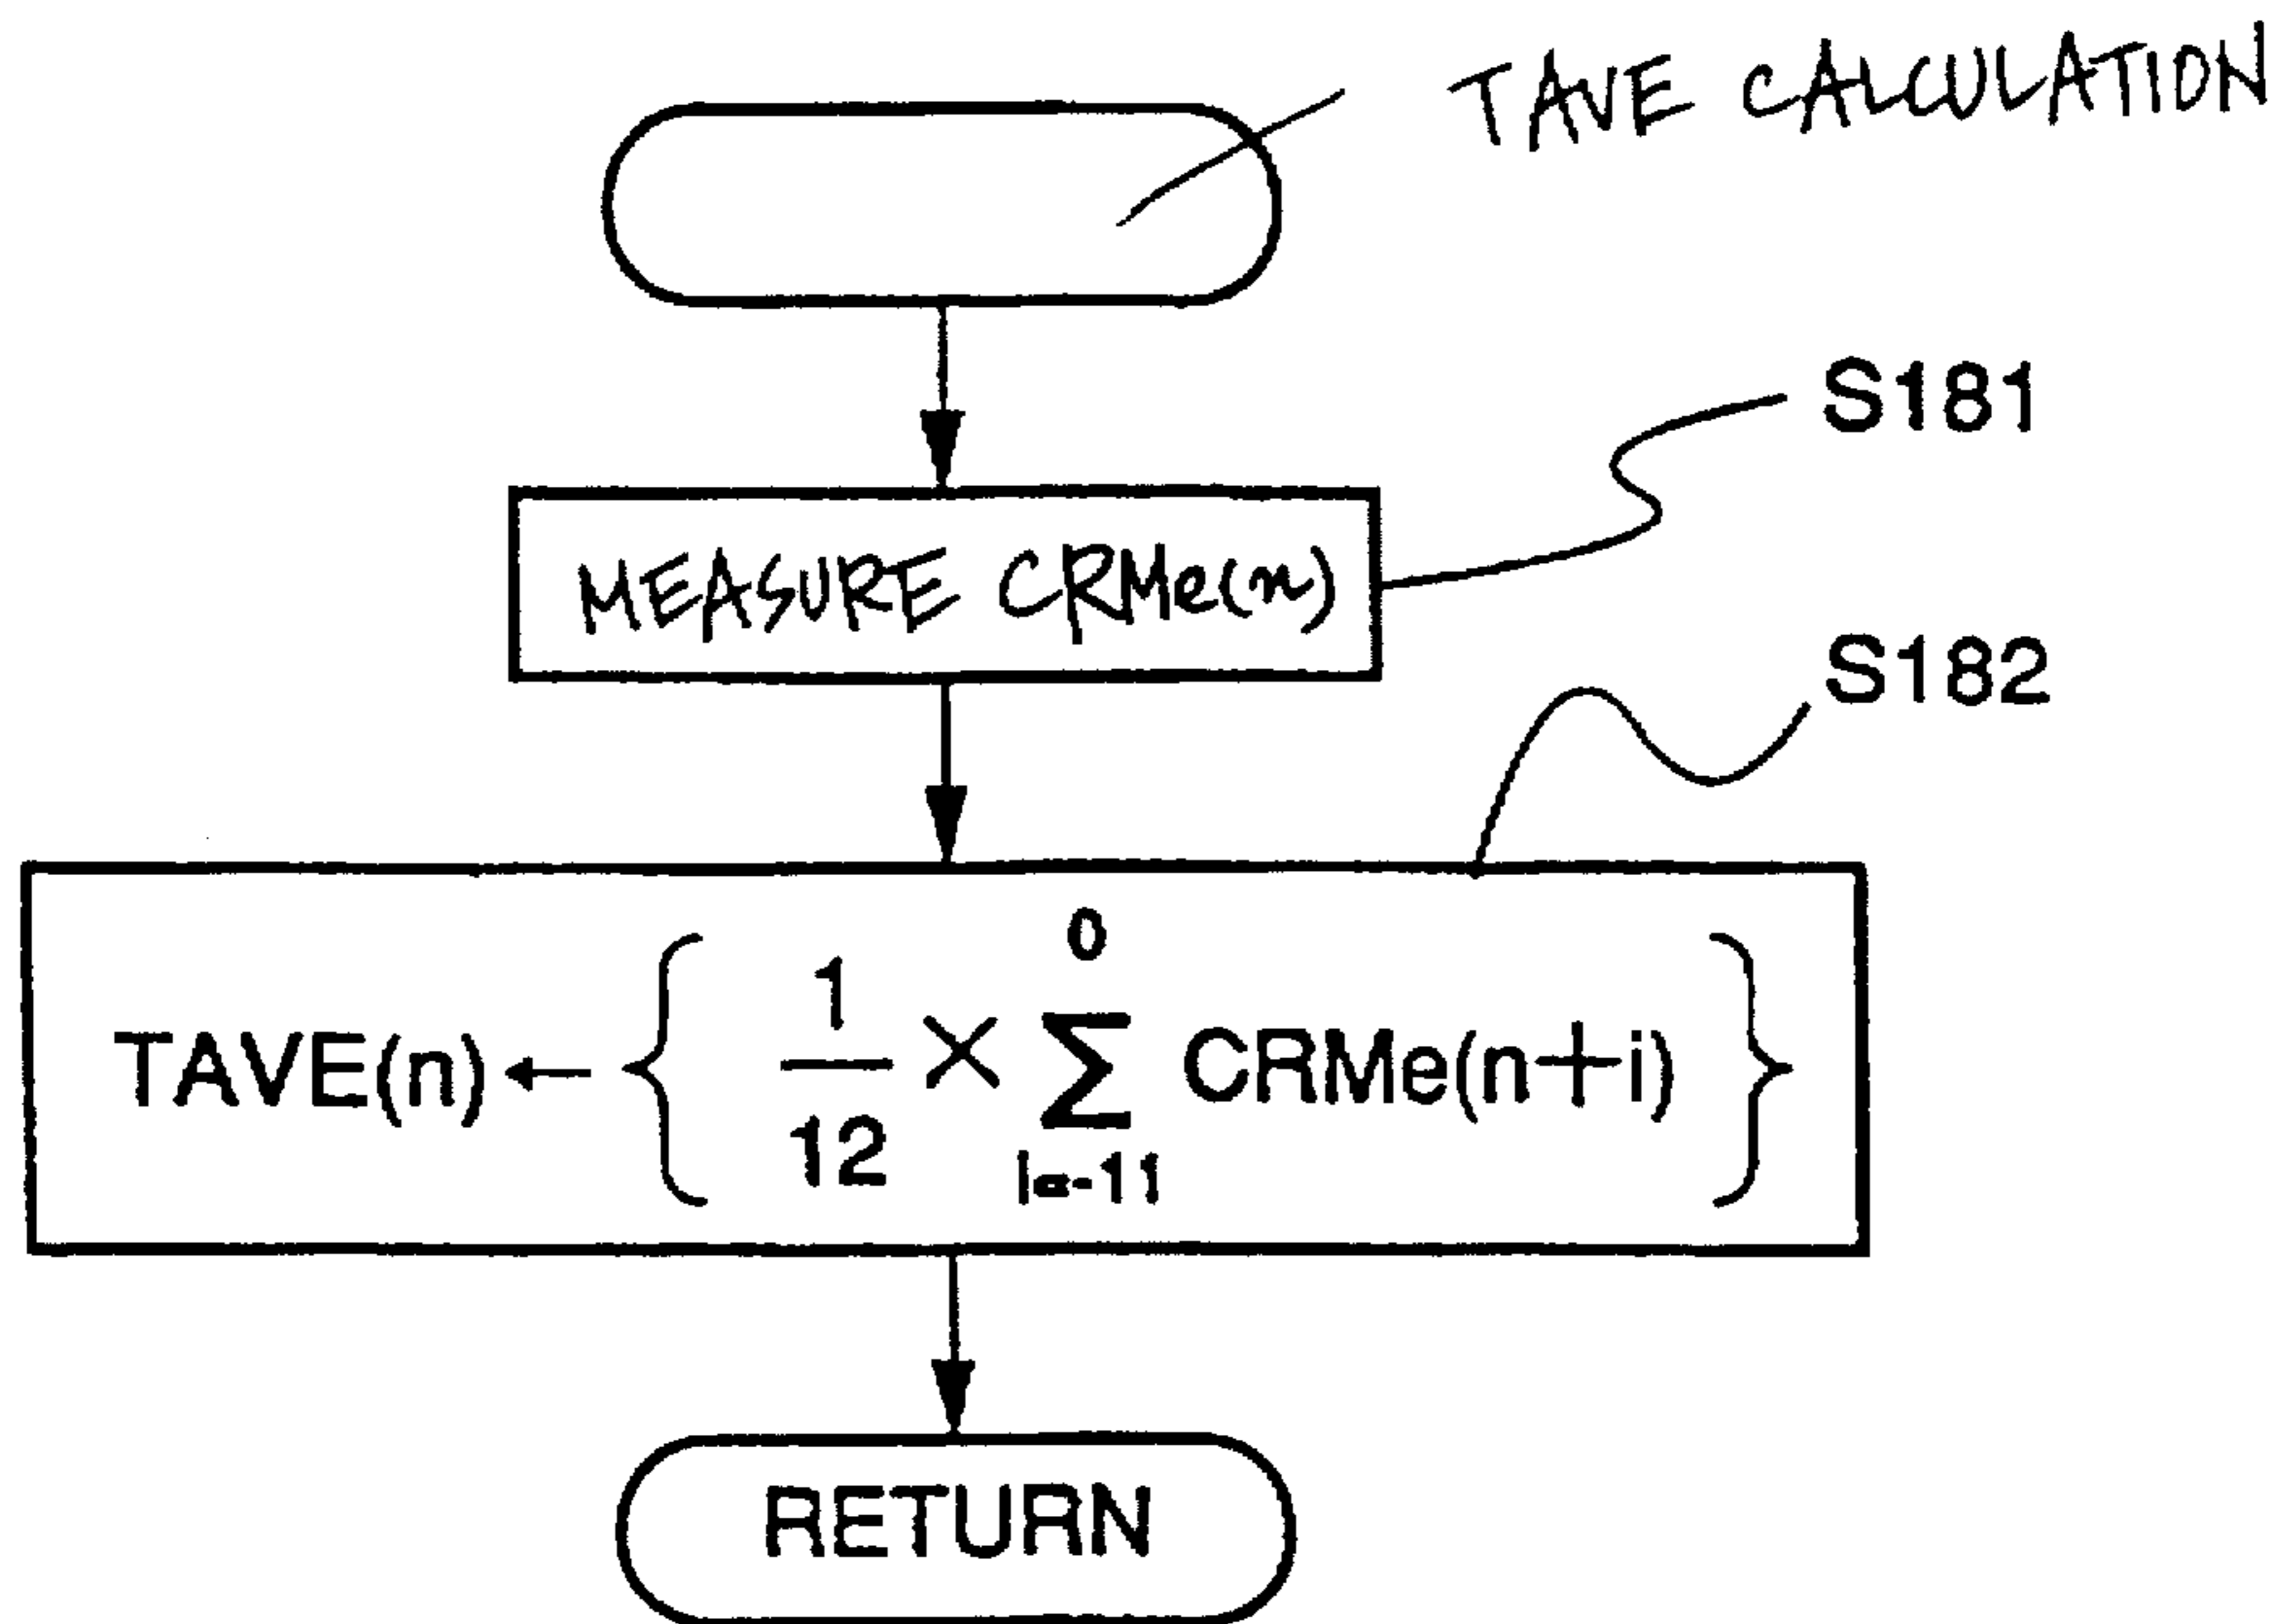 TAVE CALCULATION
S181
MEASURE CRMe(n)
S182
TAVE(n) ← { 1/12 × Σ CRMe(n+i) }
0
i=-11
RETURN